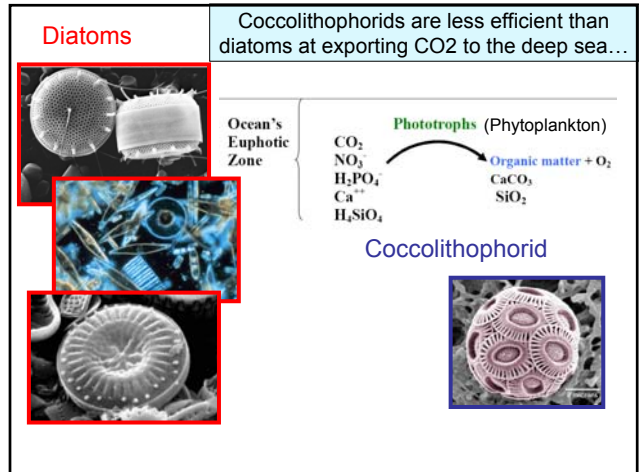 Diatoms
Coccolithophorids are less efficient than
diatoms at exporting CO2 to the deep sea…
Ocean's
Euphotic
Zone
CO₂
NO₃⁻
H₂PO₄⁻
Ca⁺⁺
H₄SiO₄
Phototrophs (Phytoplankton)
Organic matter + O₂
CaCO₃
SiO₂
Coccolithophorid